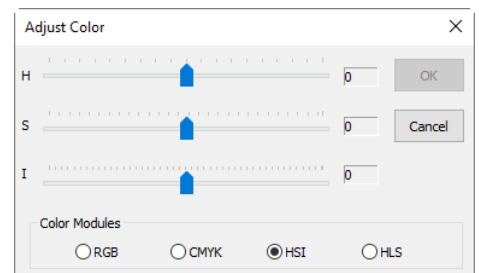 Adjust Color
H 0 OK
S 0 Cancel
I 0
Color Modules
RGB CMYK HSI HLS